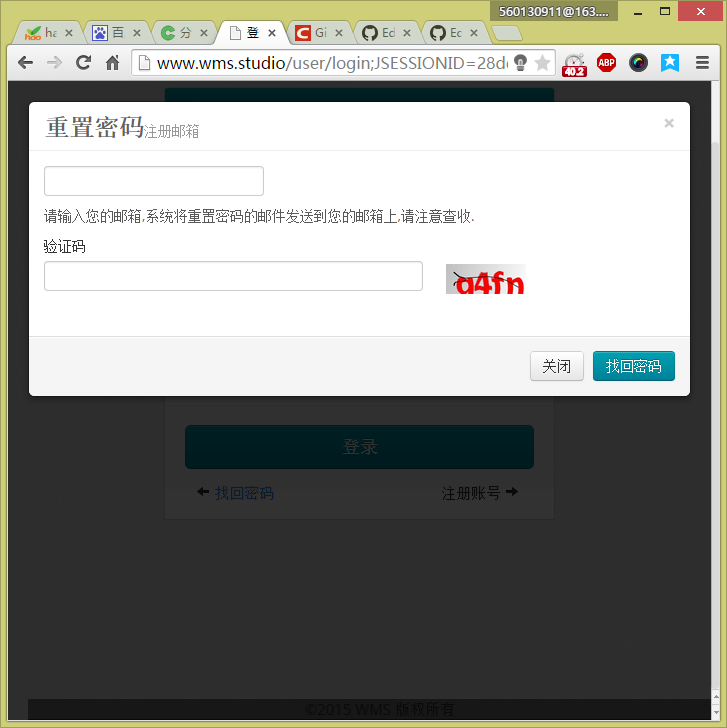 560130911@163....
ha
百
分
登
Gi
Ed
Ec
www.wms.studio/user/login;JSESSIONID=28d
40.2
ABP
重置密码注册邮箱
×
请输入您的邮箱,系统将重置密码的邮件发送到您的邮箱上,请注意查收.
验证码
关闭
找回密码
登录
找回密码
注册账号
©2015 WMS 版权所有